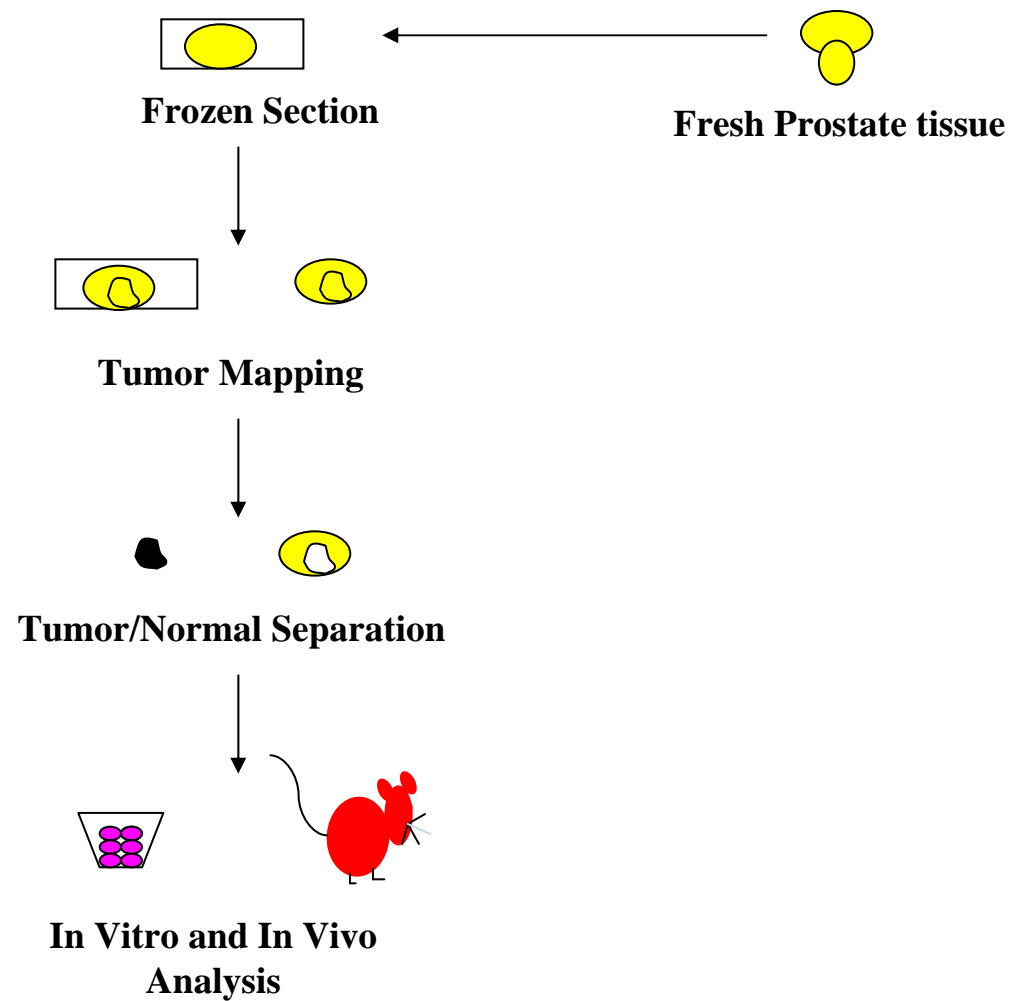 Frozen Section
Fresh Prostate tissue
Tumor Mapping
Tumor/Normal Separation
In Vitro and In Vivo
Analysis